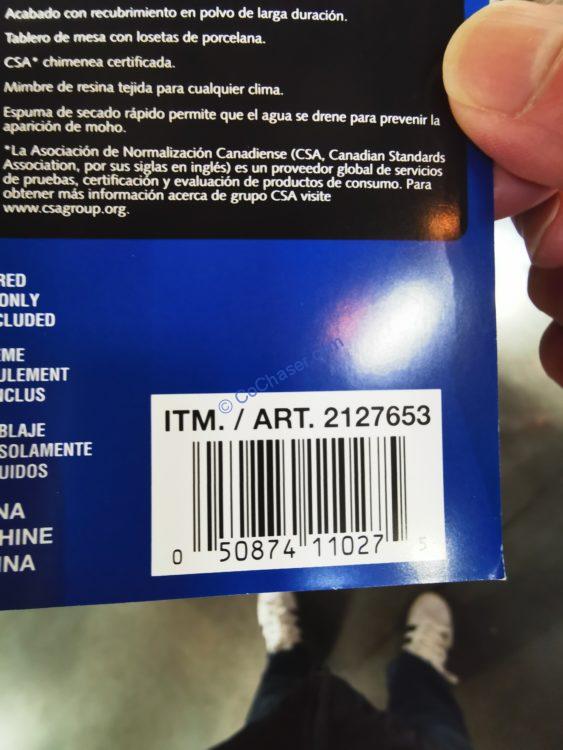 Acabado con recubrimiento en polvo de larga duración.
Tablero de mesa con losetas de porcelana.
CSA* chimenea certificada.
Mimbre de resina tejida para cualquier clima.
Espuma de secado rápido permite que el agua se drene para prevenir la
aparición de moho.
*La Asociación de Normalización Canadiense (CSA, Canadian Standards
Association, por sus siglas en inglés) es un proveedor global de servicios
de pruebas, certificación y evaluación de productos de consumo. Para
obtener más información acerca de grupo CSA visite
www.csagroup.org.
RED
ONLY
CLUDED
ÈME
ULEMENT
INCLUS
BLAJE
SOLAMENTE
UIDOS
NA
HINE
INA
© CoChaser.com
ITM. / ART. 2127653
0 50874 11027 5